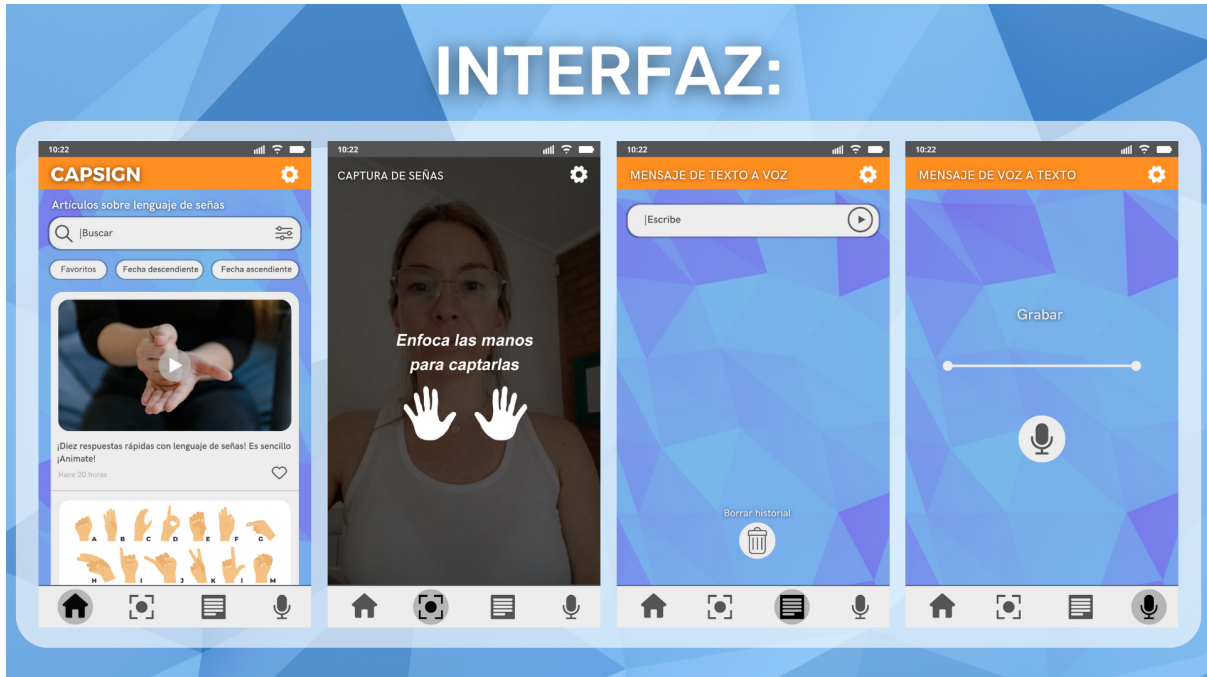 INTERFAZ:
10:22
CAPSIGN
Artículos sobre lenguaje de señas
|Buscar
Favoritos
Fecha descendiente
Fecha ascendiente
¡Diez respuestas rápidas con lenguaje de señas! Es sencillo
¡Animate!
Hace 20 horas
A B C D E F G
H I J K l M
10:22
CAPTURA DE SEÑAS
Enfoca las manos
para captarlas
10:22
MENSAJE DE TEXTO A VOZ
|Escribe
Borrar historial
10:22
MENSAJE DE VOZ A TEXTO
Grabar